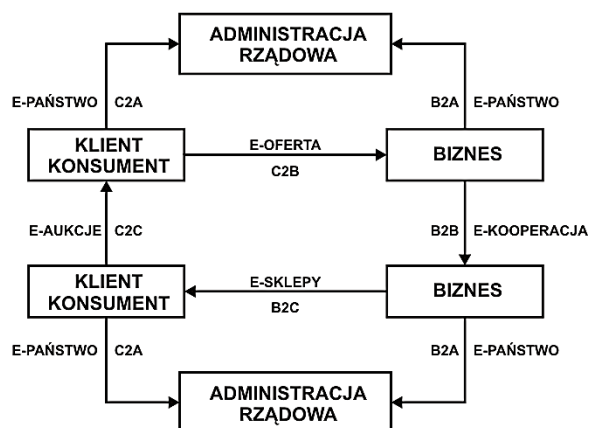 ADMINISTRACJA
RZĄDOWA
E-PAŃSTWO C2A
B2A E-PAŃSTWO
KLIENT
KONSUMENT
E-OFERTA
C2B
BIZNES
E-AUKCJE C2C
B2B E-KOOPERACJA
KLIENT
KONSUMENT
E-SKLEPY
B2C
BIZNES
E-PAŃSTWO C2A
B2A E-PAŃSTWO
ADMINISTRACJA
RZĄDOWA